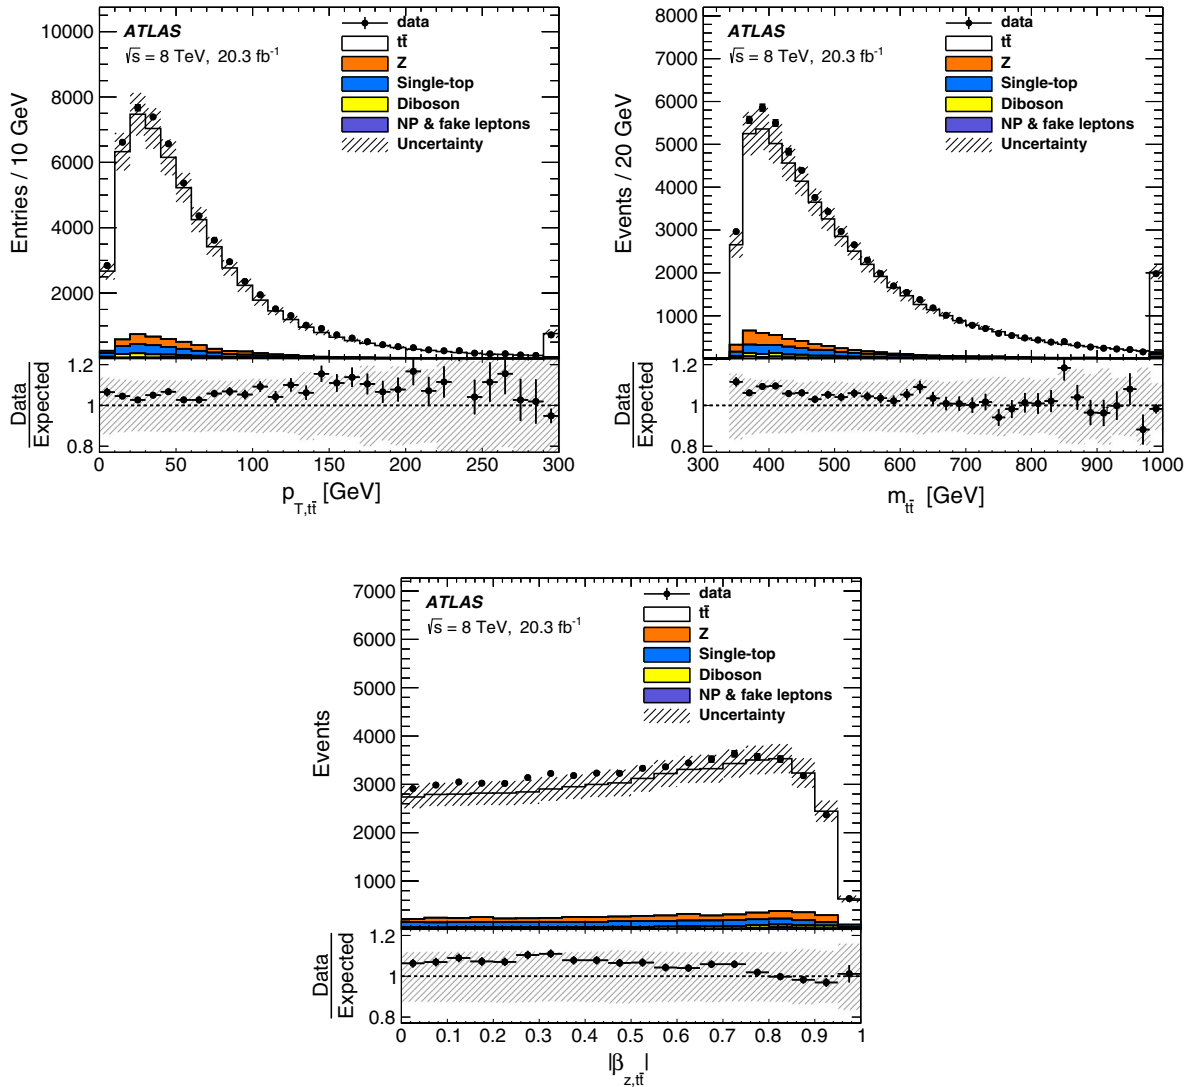 ATLAS
√s = 8 TeV, 20.3 fb⁻¹
data
tt̄
Z
Single-top
Diboson
NP & fake leptons
Uncertainty
Entries / 10 GeV
10000
8000
6000
4000
2000
Data
Expected
1.2
1
0.8
0 50 100 150 200 250 300
p_T,tt̄ [GeV]
ATLAS
√s = 8 TeV, 20.3 fb⁻¹
data
tt̄
Z
Single-top
Diboson
NP & fake leptons
Uncertainty
Events / 20 GeV
8000
7000
6000
5000
4000
3000
2000
1000
Data
Expected
1.2
1
0.8
300 400 500 600 700 800 900 1000
m_tt̄ [GeV]
ATLAS
√s = 8 TeV, 20.3 fb⁻¹
data
tt̄
Z
Single-top
Diboson
NP & fake leptons
Uncertainty
Events
7000
6000
5000
4000
3000
2000
1000
Data
Expected
1.2
1
0.8
0 0.1 0.2 0.3 0.4 0.5 0.6 0.7 0.8 0.9 1
|β_z,tt̄|